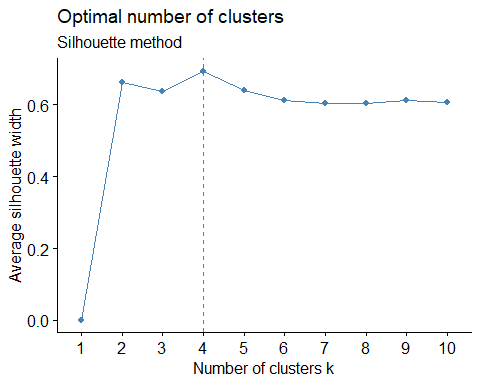 Optimal number of clusters
Silhouette method
Average silhouette width
0.6
0.4
0.2
0.0
1 2 3 4 5 6 7 8 9 10
Number of clusters k